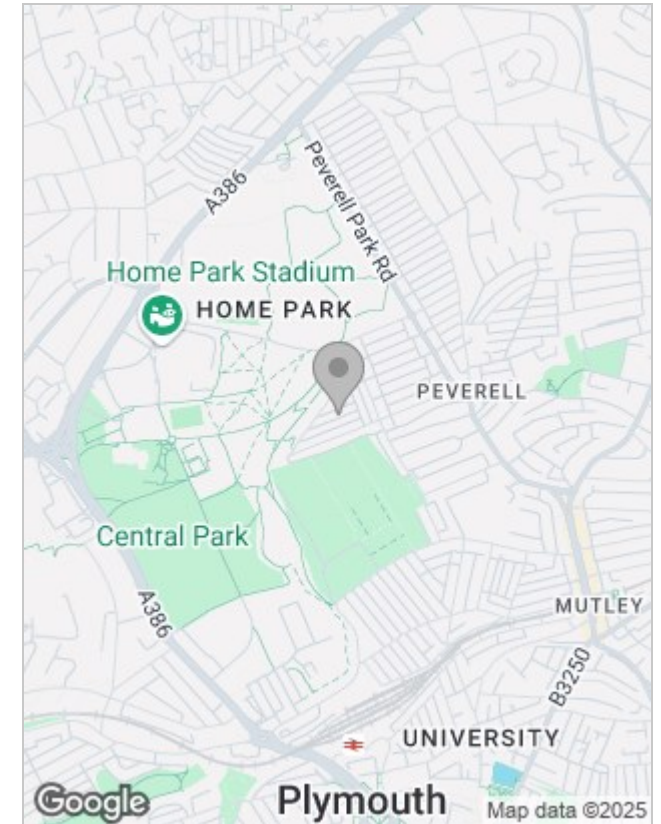 A386
Peverell Park Rd
Home Park Stadium
HOME PARK
PEVERELL
Central Park
A386
MUTLEY
B3250
UNIVERSITY
Plymouth
Google
Map data ©2025